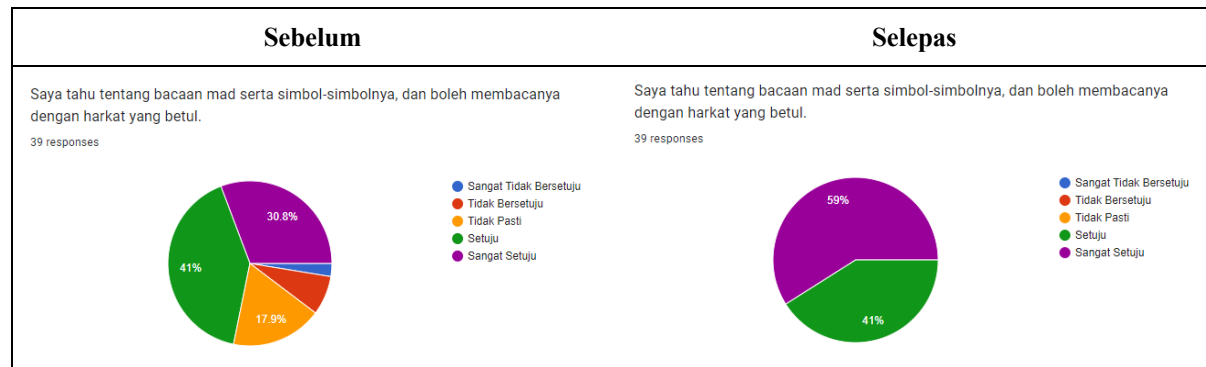 Sebelum
Selepas
Saya tahu tentang bacaan mad serta simbol-simbolnya, dan boleh membacanya
dengan harkat yang betul.
39 responses
30.8%
41%
17.9%
Sangat Tidak Bersetuju
Tidak Bersetuju
Tidak Pasti
Setuju
Sangat Setuju
Saya tahu tentang bacaan mad serta simbol-simbolnya, dan boleh membacanya
dengan harkat yang betul.
39 responses
59%
41%
Sangat Tidak Bersetuju
Tidak Bersetuju
Tidak Pasti
Setuju
Sangat Setuju